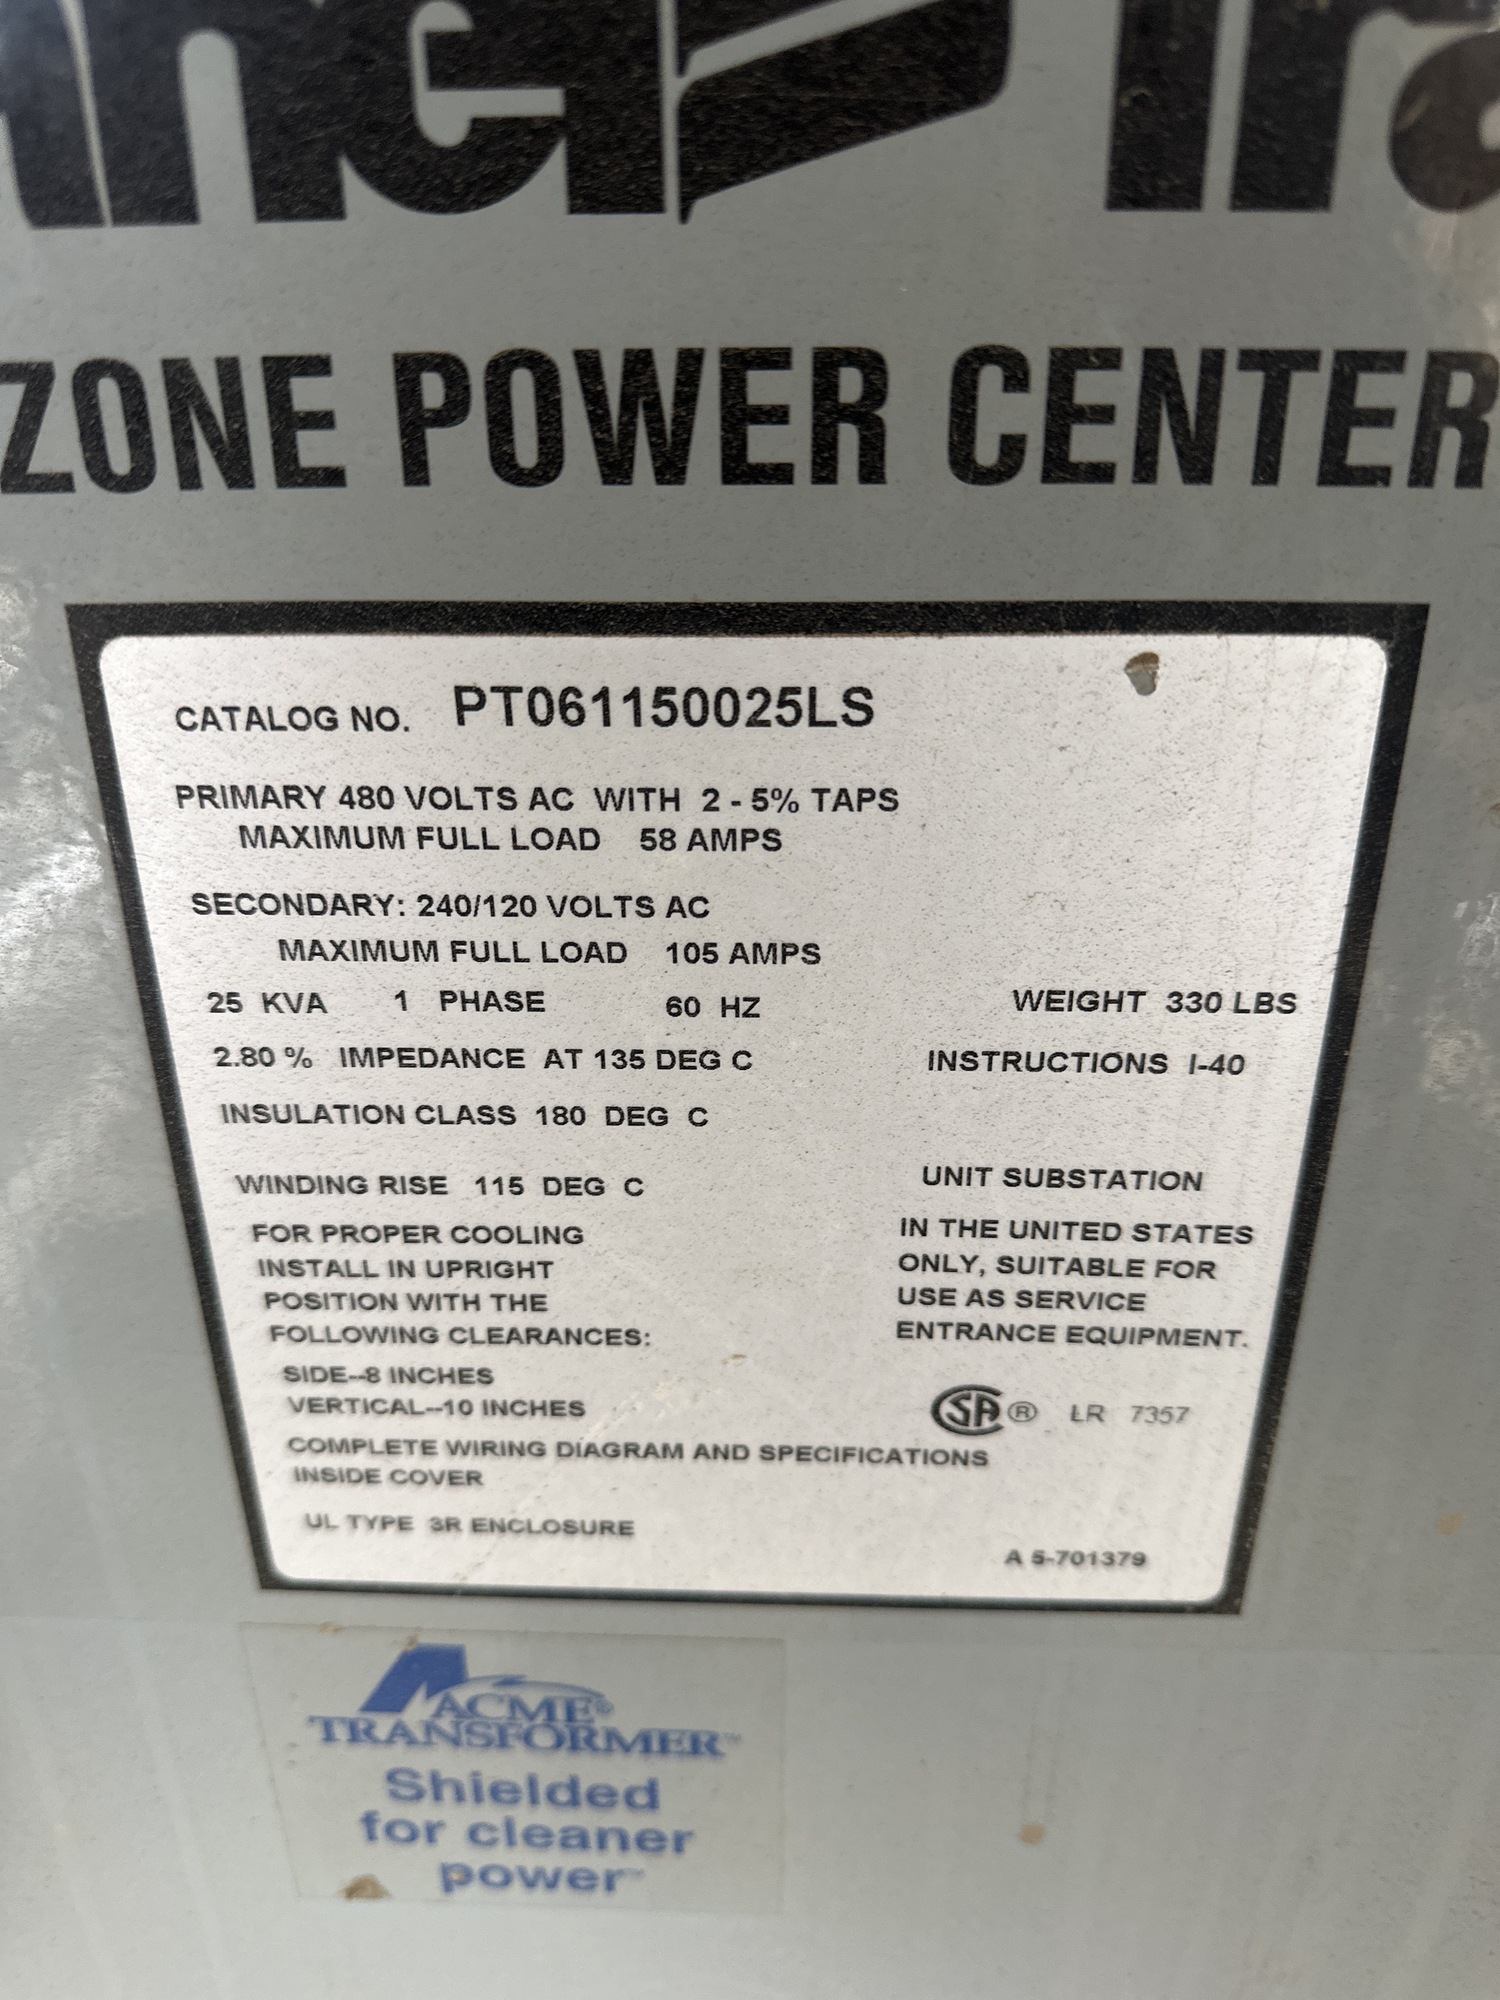 ZONE POWER CENTER
CATALOG NO. PT061150025LS
PRIMARY 480 VOLTS AC WITH 2 - 5% TAPS
MAXIMUM FULL LOAD 58 AMPS
SECONDARY: 240/120 VOLTS AC
MAXIMUM FULL LOAD 105 AMPS
25 KVA 1 PHASE 60 HZ WEIGHT 330 LBS
2.80 % IMPEDANCE AT 135 DEG C INSTRUCTIONS I-40
INSULATION CLASS 180 DEG C
WINDING RISE 115 DEG C
FOR PROPER COOLING
INSTALL IN UPRIGHT
POSITION WITH THE
FOLLOWING CLEARANCES:
SIDE--8 INCHES
VERTICAL--10 INCHES
UNIT SUBSTATION
IN THE UNITED STATES
ONLY, SUITABLE FOR
USE AS SERVICE
ENTRANCE EQUIPMENT.
SA® LR 7357
COMPLETE WIRING DIAGRAM AND SPECIFICATIONS
INSIDE COVER
UL TYPE 3R ENCLOSURE
A 5-701379
ACME®
TRANSFORMER™
Shielded
for cleaner
power™